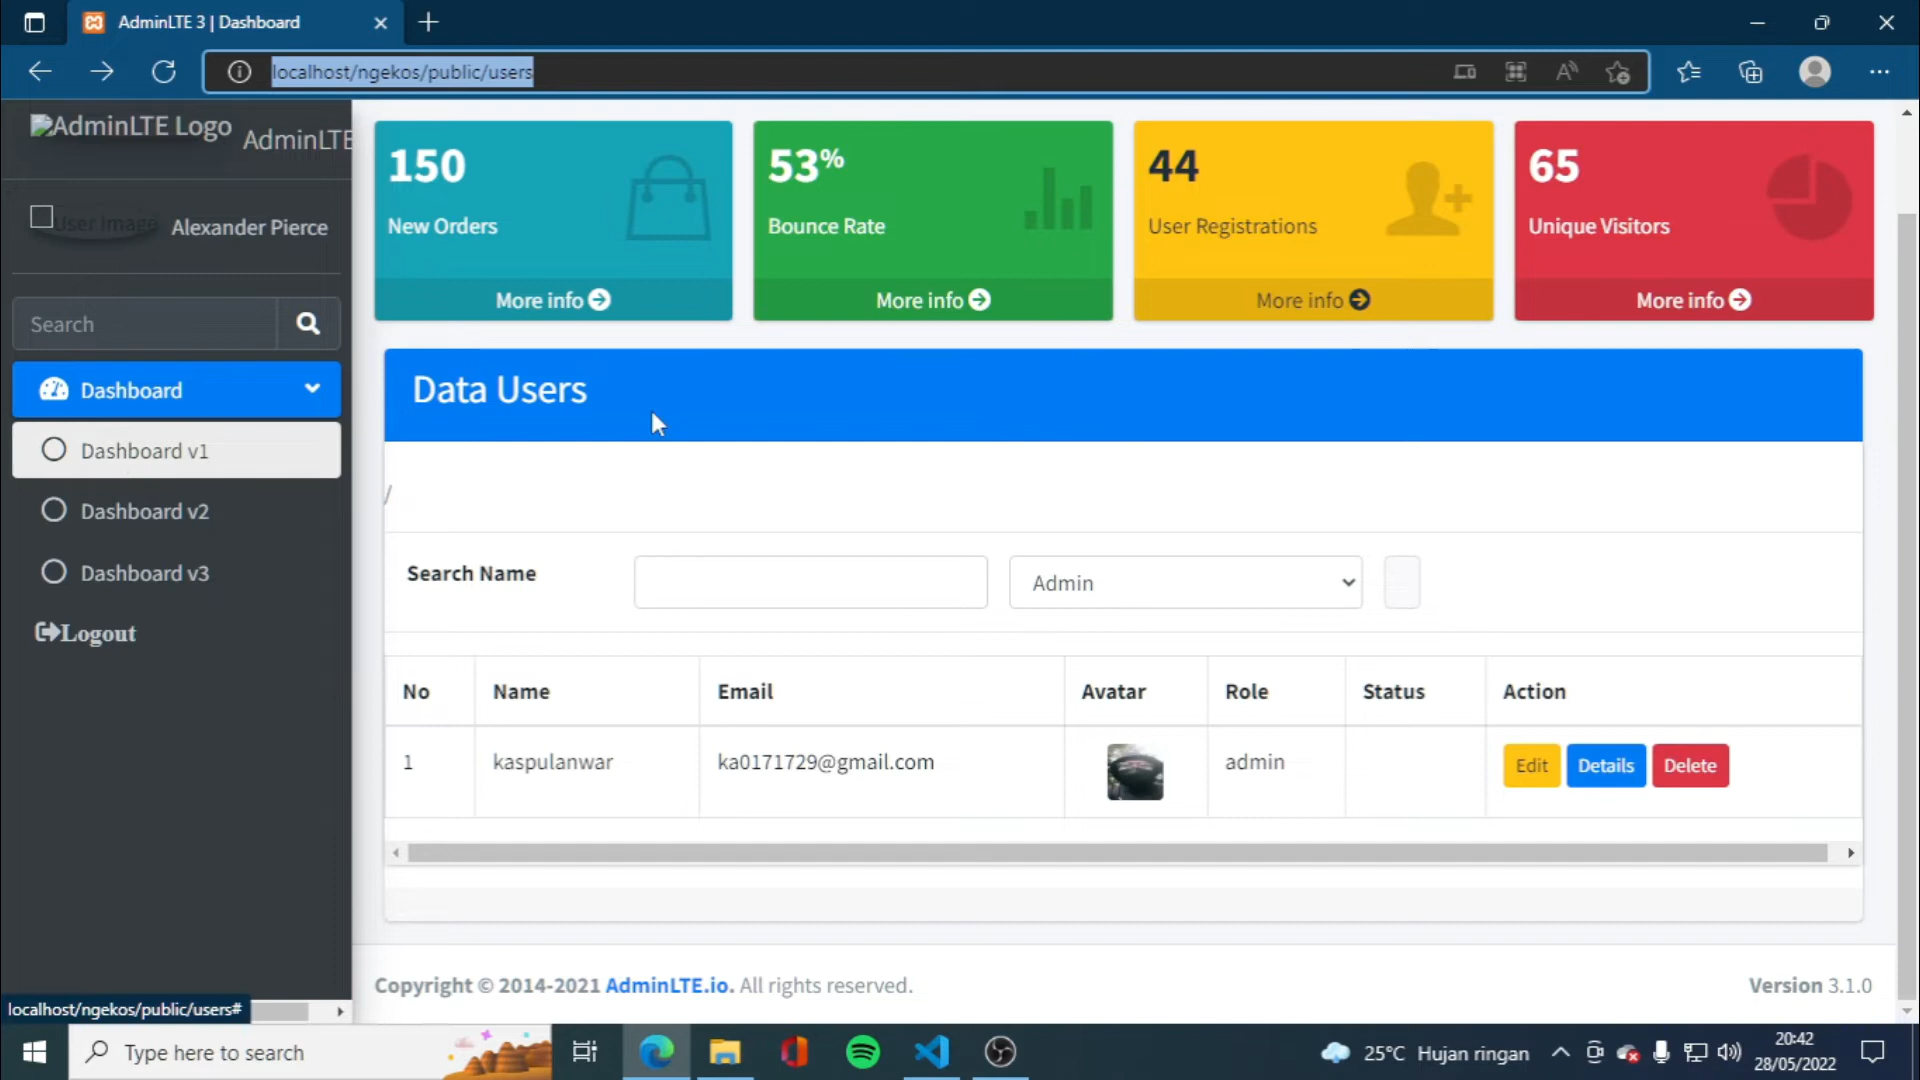 AdminLTE 3 | Dashboard
localhost/ngekos/public/users
AdminLTE Logo
AdminLTE
User Image
Alexander Pierce
Search
Dashboard
Dashboard v1
Dashboard v2
Dashboard v3
Logout
150
New Orders
More info
53%
Bounce Rate
More info
44
User Registrations
More info
65
Unique Visitors
More info
Data Users
/
Search Name
Admin
No Name Email Avatar Role Status Action
1 kaspulanwar ka0171729@gmail.com admin Edit Details Delete
Copyright © 2014-2021 AdminLTE.io. All rights reserved.
Version 3.1.0
localhost/ngekos/public/users#
Type here to search
25°C Hujan ringan
20:42
28/05/2022